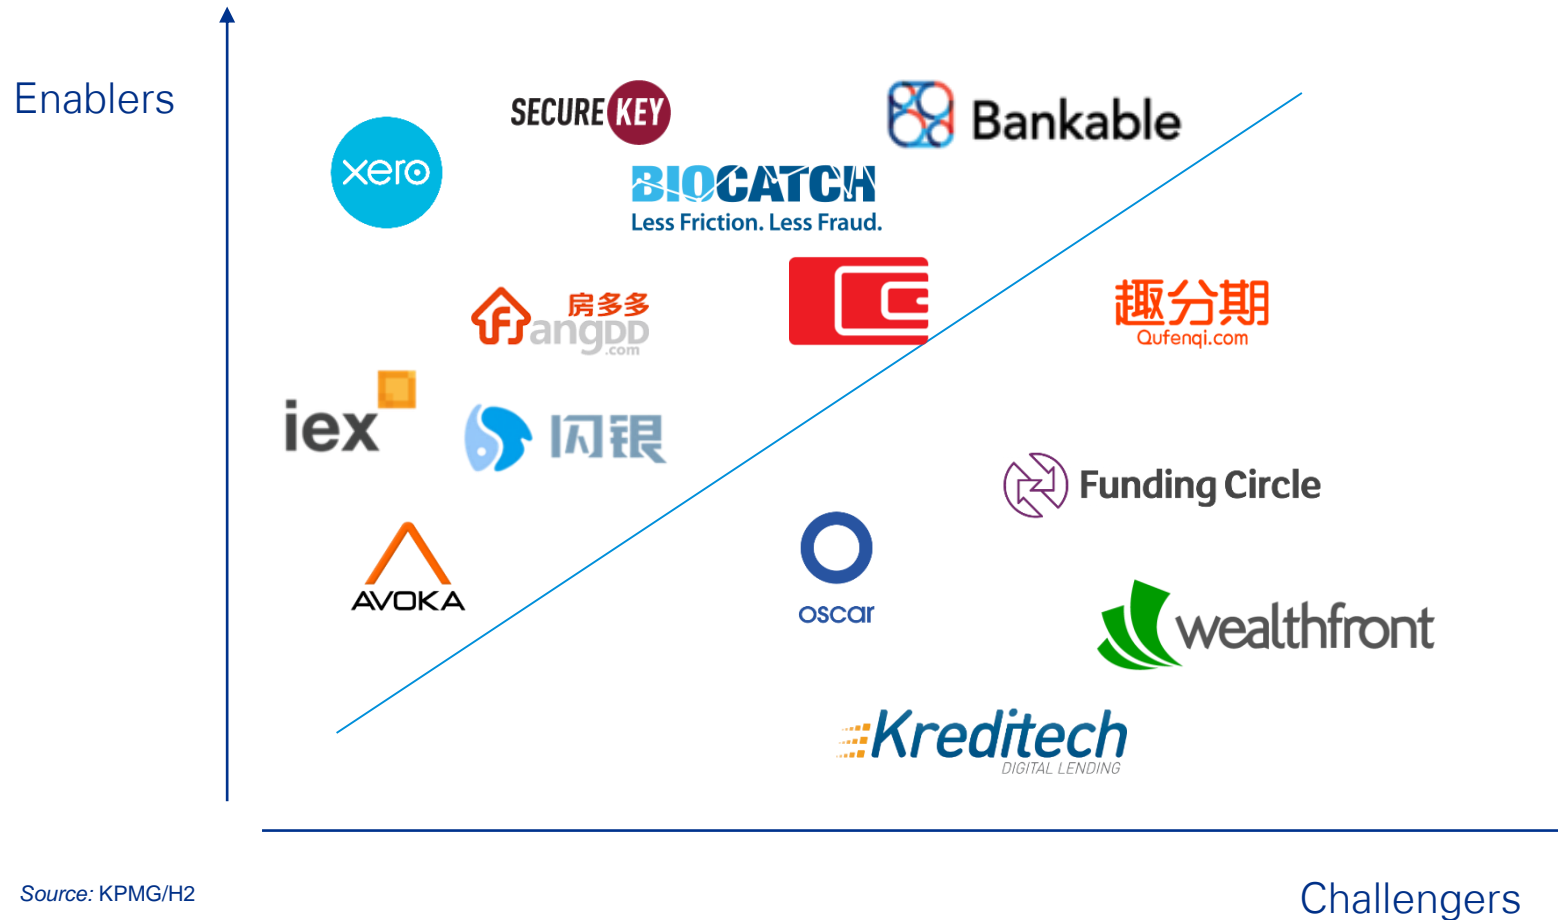 Enablers
SECURE KEY
Bankable
xero
BIOCATCH
Less Friction. Less Fraud.
房多多
angDD
.com
趣分期
Qufenqi.com
iex
闪银
Funding Circle
AVOKA
oscar
wealthfront
Kreditech
DIGITAL LENDING
Source: KPMG/H2
Challengers